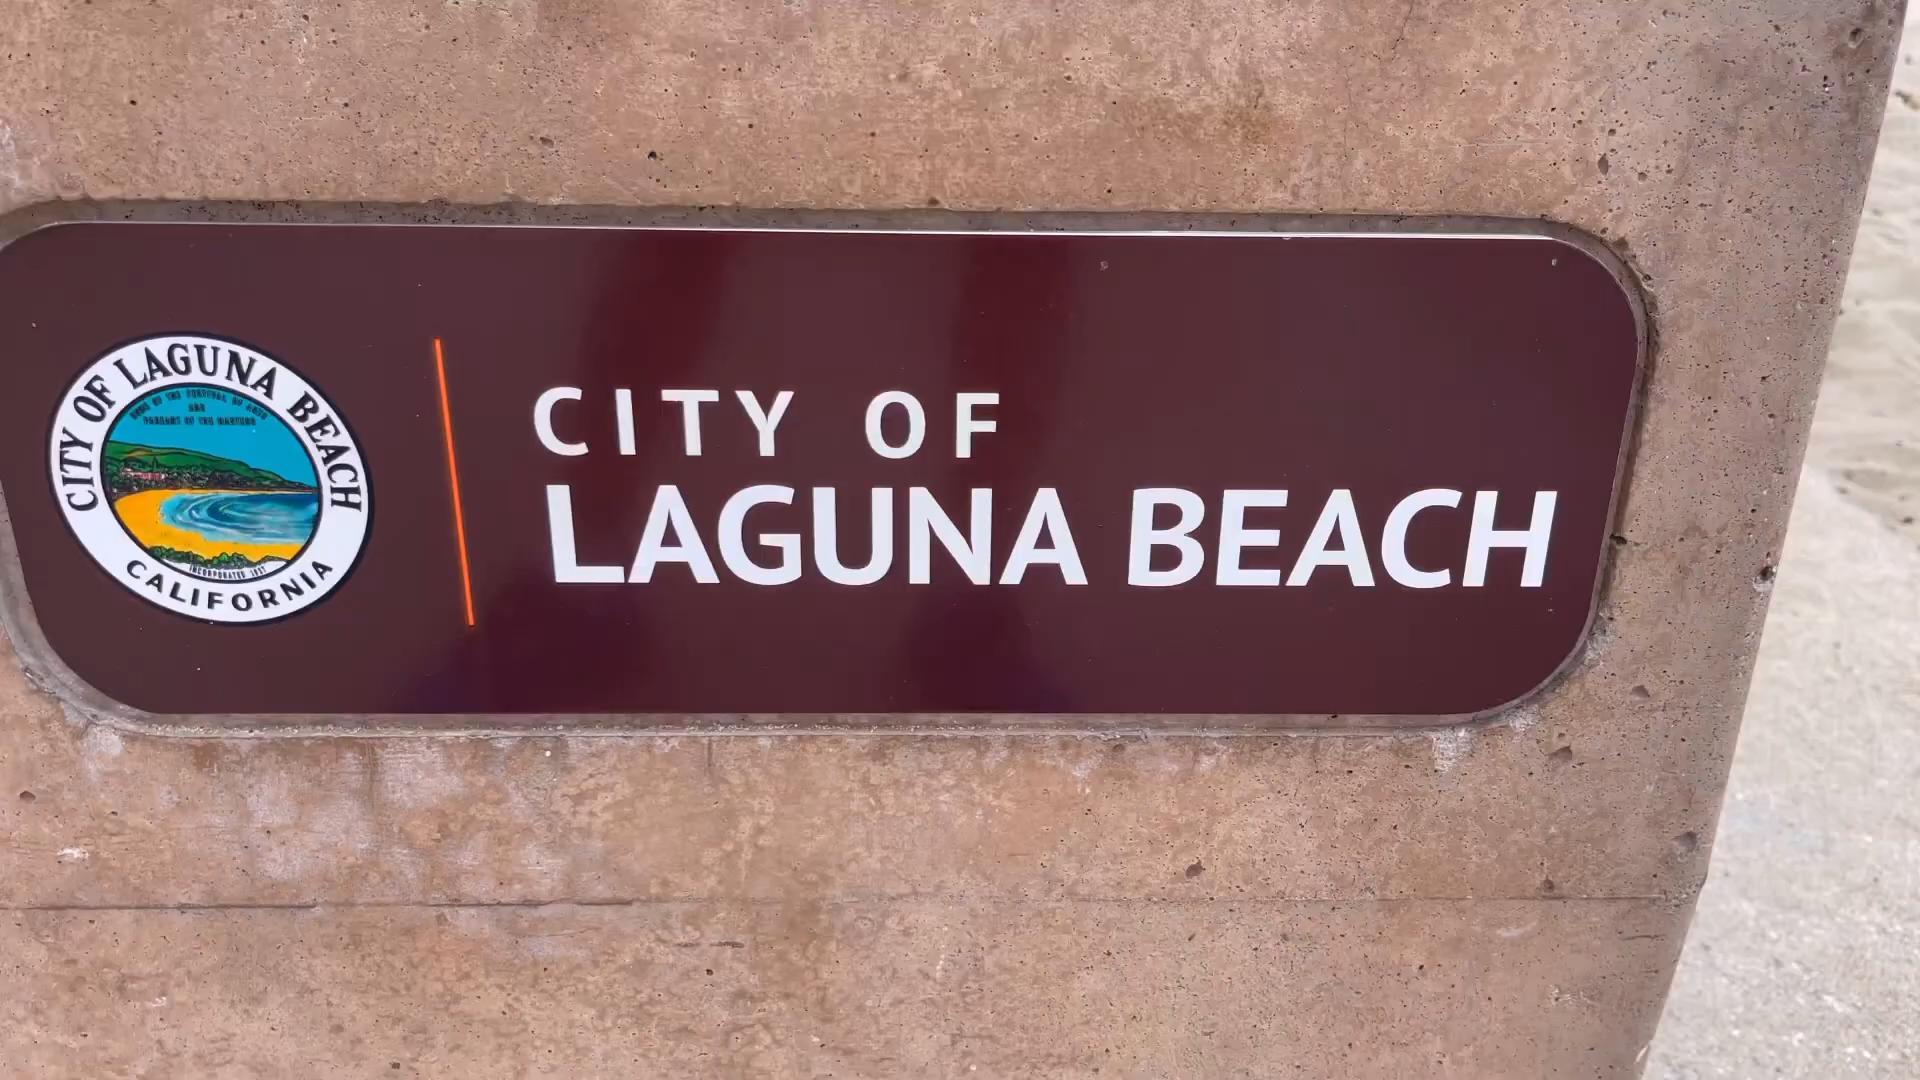 CITY OF LAGUNA BEACH
CALIFORNIA
CITY OF
LAGUNA BEACH